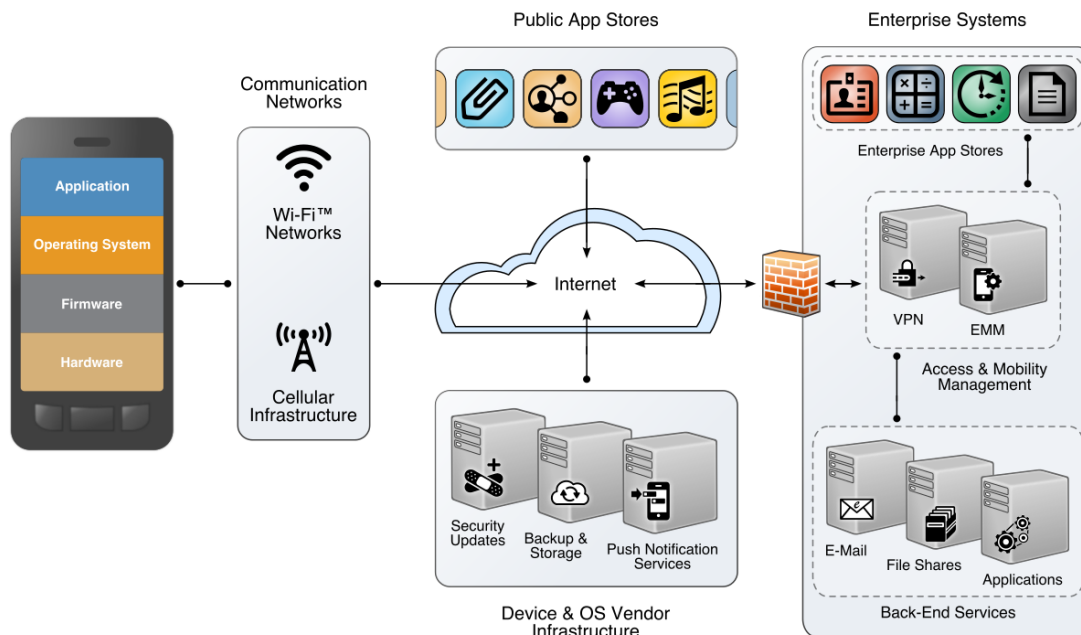 Public App Stores
Enterprise Systems
Communication
Networks
Application
Operating System
Firmware
Hardware
Wi-Fi™
Networks
Cellular
Infrastructure
Internet
Enterprise App Stores
VPN
EMM
Access & Mobility
Management
Security
Updates
Backup &
Storage
Push Notification
Services
Device & OS Vendor
Infrastructure
e
E-Mail
File Shares
Applications
Back-End Services